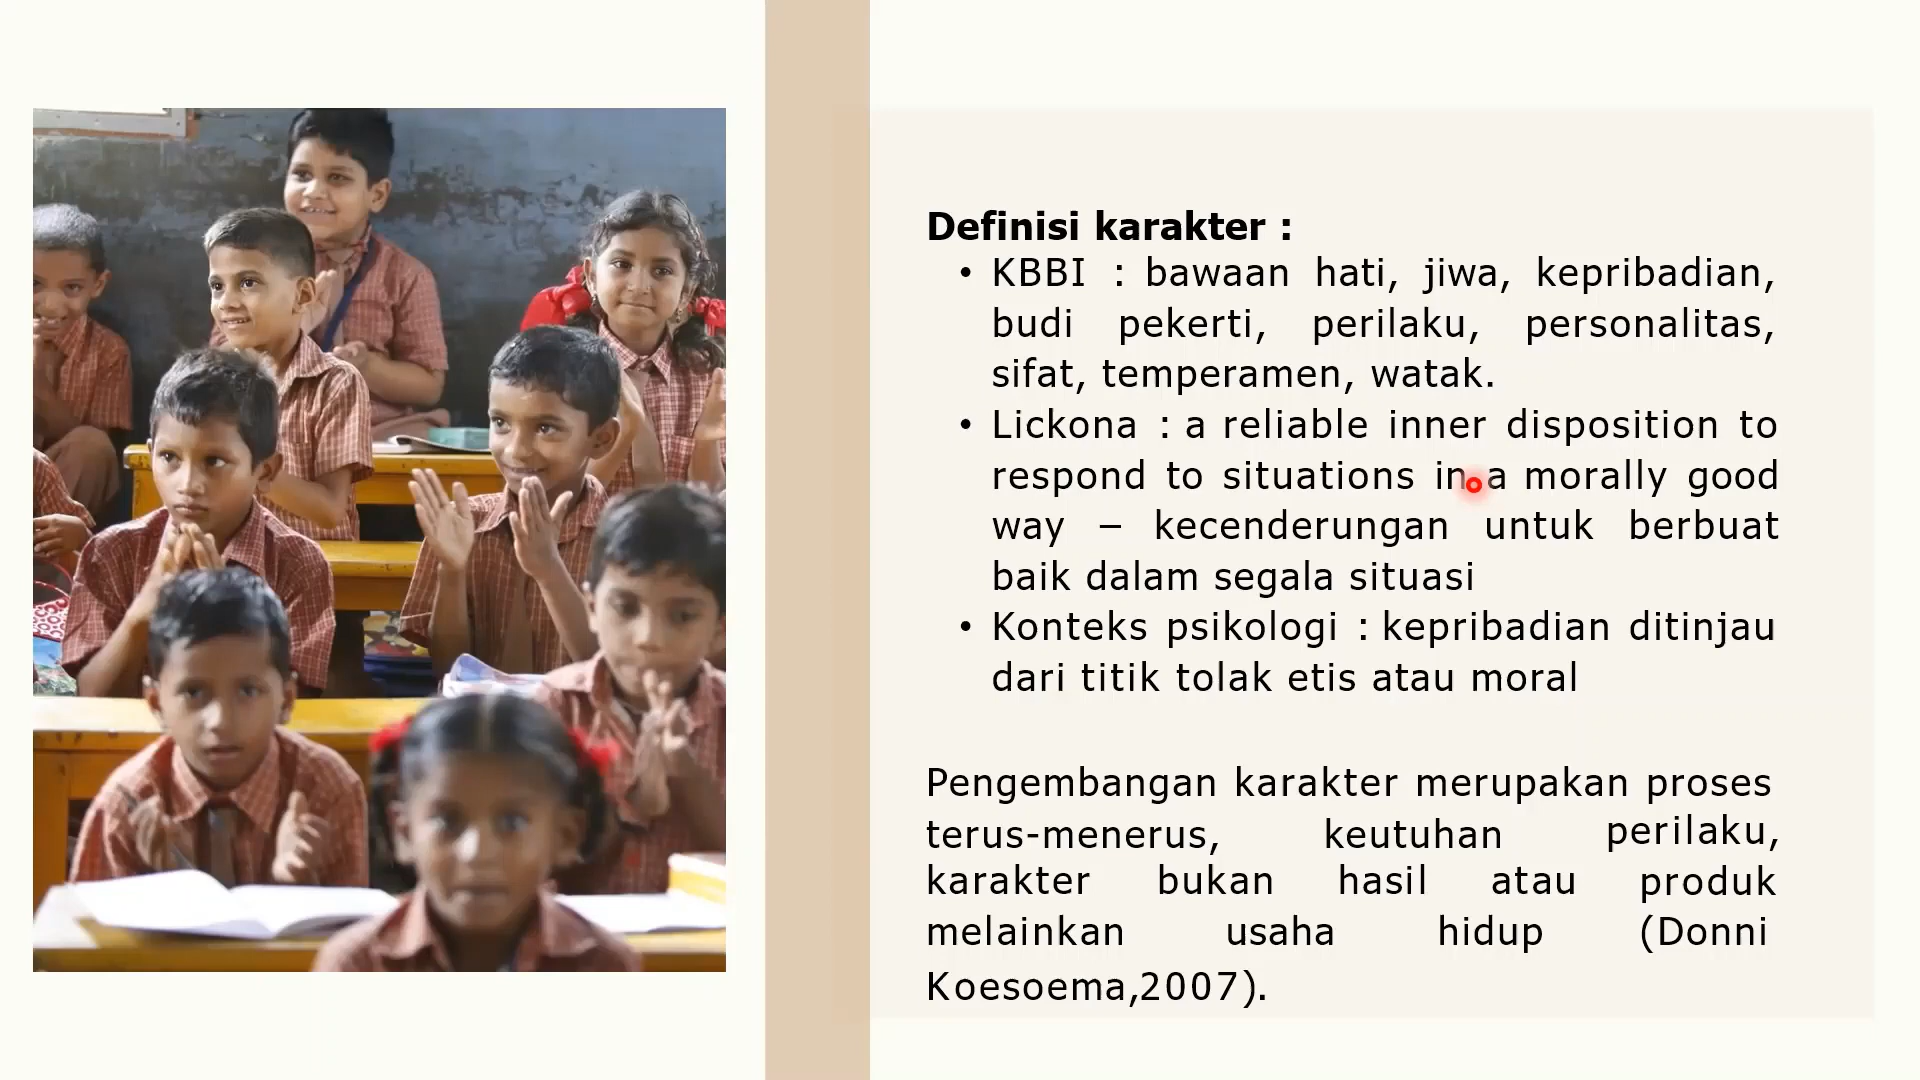 Definisi karakter :
• KBBI : bawaan hati, jiwa, kepribadian,
budi pekerti, perilaku, personalitas,
sifat, temperamen, watak.
• Lickona : a reliable inner disposition to
respond to situations in a morally good
way – kecenderungan untuk berbuat
baik dalam segala situasi
• Konteks psikologi : kepribadian ditinjau
dari titik tolak etis atau moral
Pengembangan karakter merupakan proses
terus-menerus, keutuhan perilaku,
karakter bukan hasil atau produk
melainkan usaha hidup (Donni
Koesoema,2007).